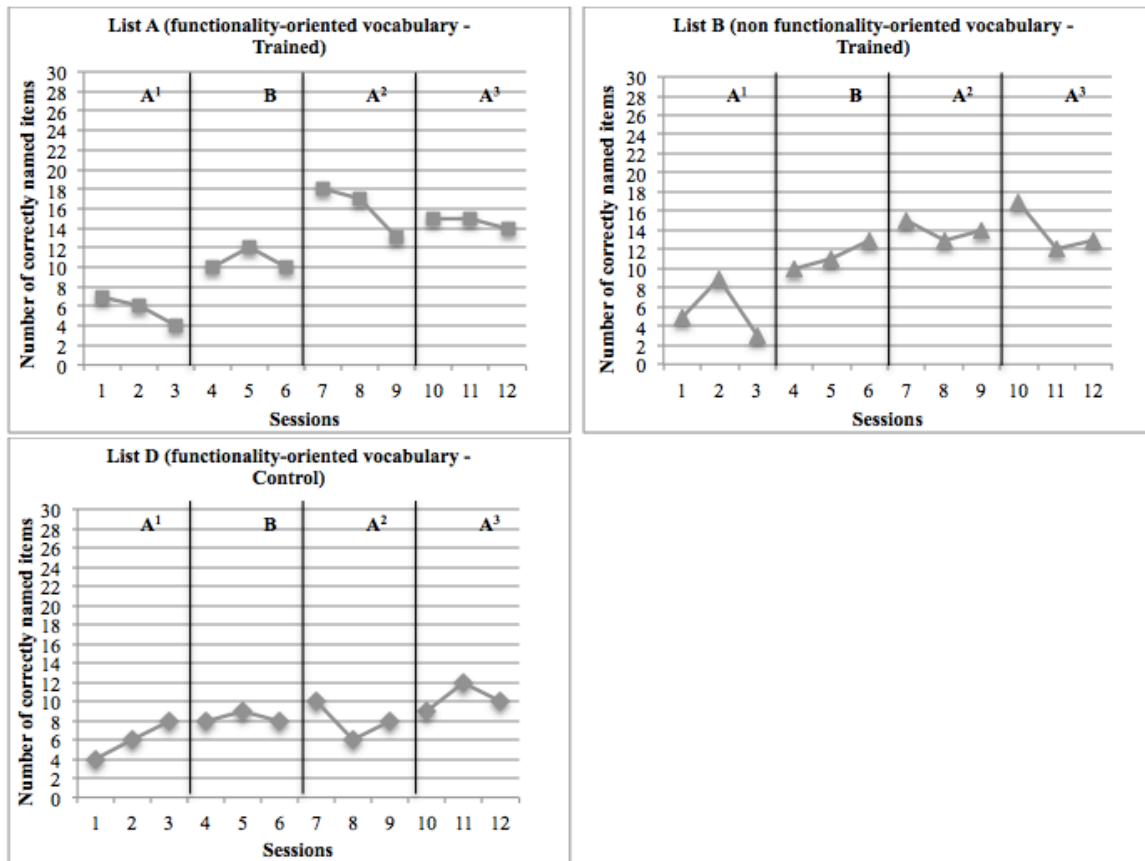 List A (functionality-oriented vocabulary -
Trained)
Number of correctly named items
30
28
26
24
22
20
18
16
14
12
10
8
6
4
2
0
A¹ B A² A³
1 2 3 4 5 6 7 8 9 10 11 12
Sessions
List B (non functionality-oriented vocabulary -
Trained)
Number of correctly named items
30
28
26
24
22
20
18
16
14
12
10
8
6
4
2
0
A¹ B A² A³
1 2 3 4 5 6 7 8 9 10 11 12
Sessions
List D (functionality-oriented vocabulary -
Control)
Number of correctly named items
30
28
26
24
22
20
18
16
14
12
10
8
6
4
2
0
A¹ B A² A³
1 2 3 4 5 6 7 8 9 10 11 12
Sessions